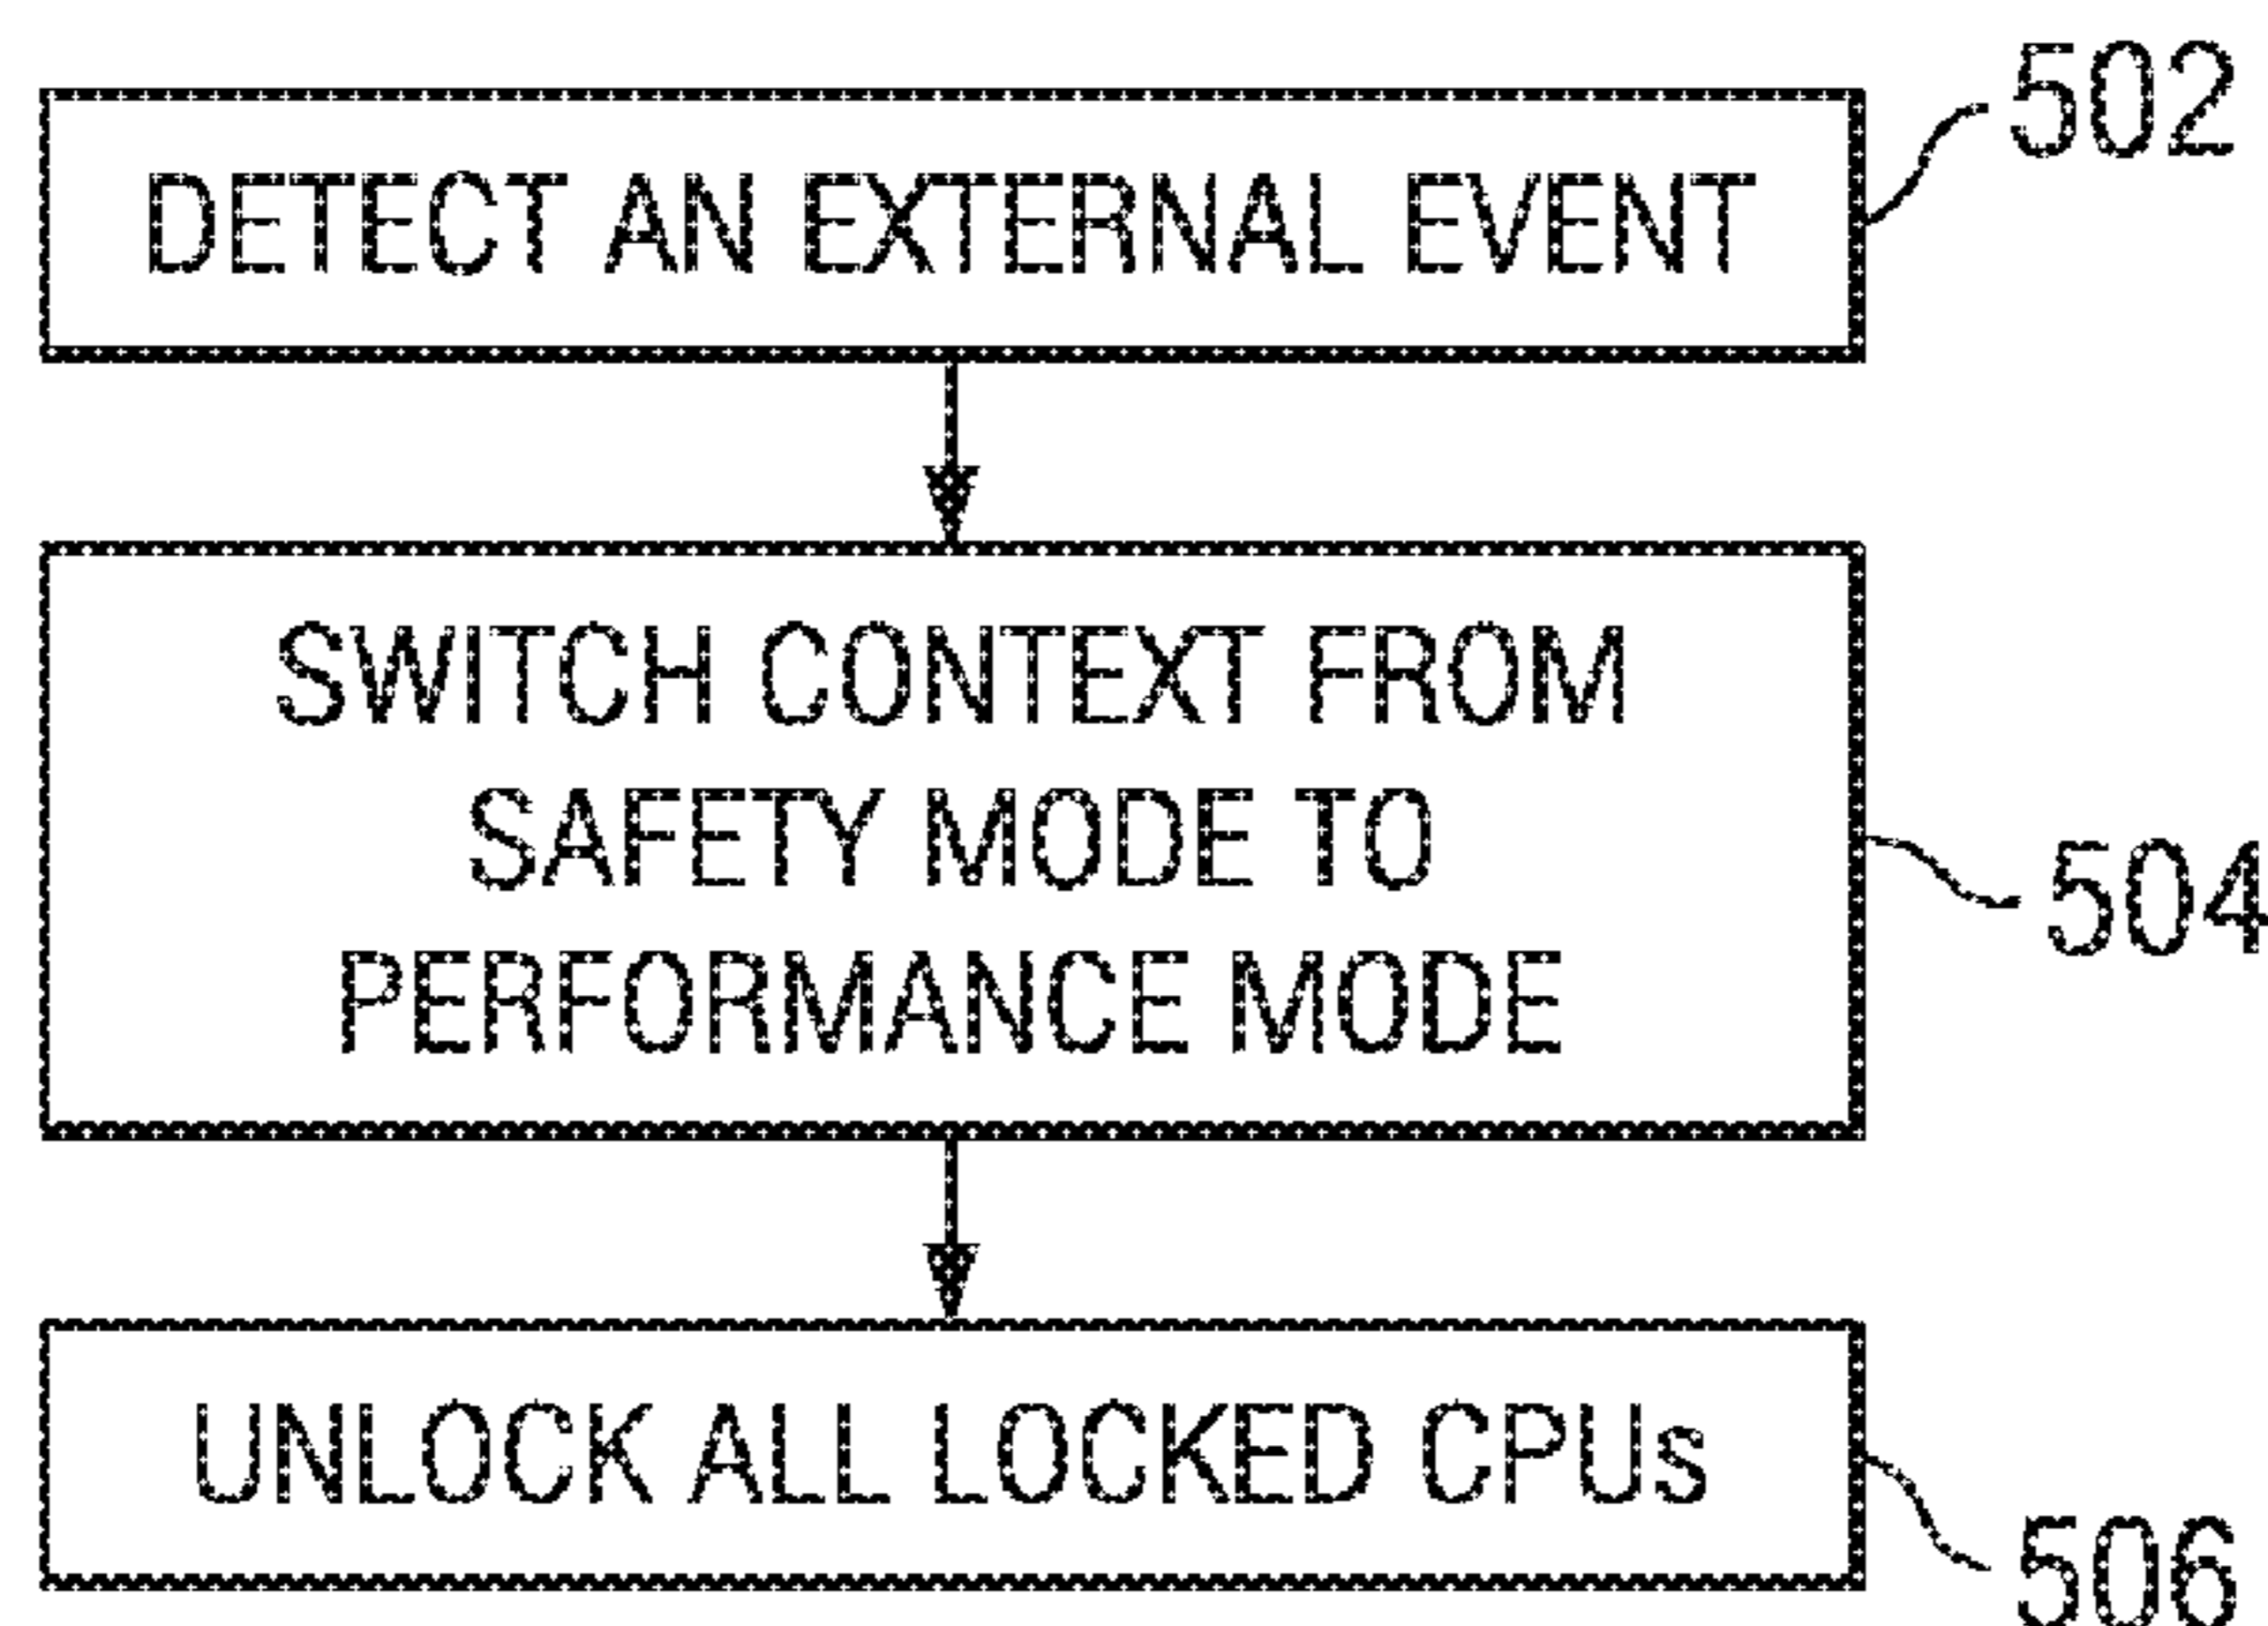 502
DETECT AN EXTERNAL EVENT
SWITCH CONTEXT FROM
SAFETY MODE TO
PERFORMANCE MODE
504
UNLOCK ALL LOCKED CPUs
506